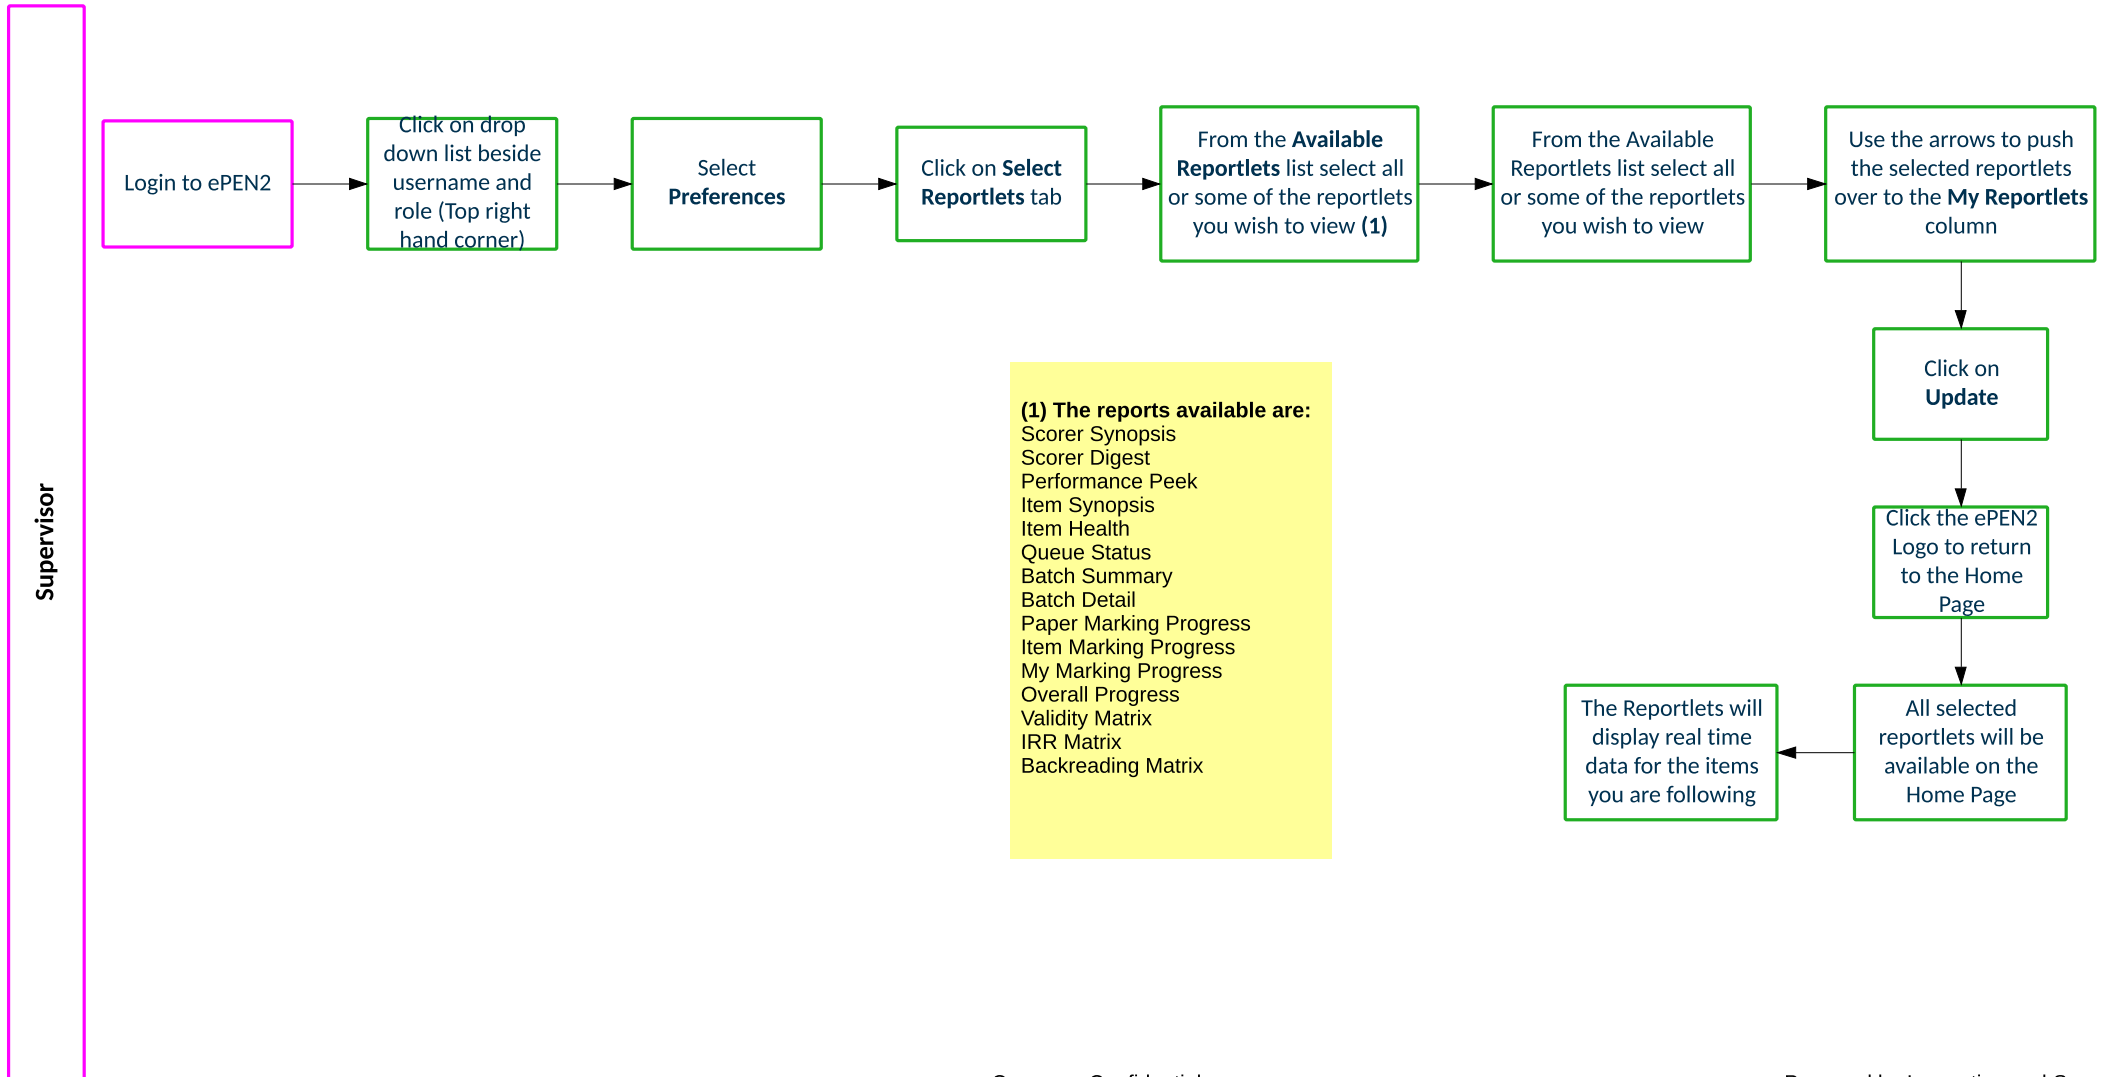 Supervisor
Login to ePEN2
Click on drop
down list beside
username and
role (Top right
hand corner)
Select
Preferences
Click on Select
Reportlets tab
From the Available
Reportlets list select all
or some of the reportlets
you wish to view (1)
From the Available
Reportlets list select all
or some of the reportlets
you wish to view
Use the arrows to push
the selected reportlets
over to the My Reportlets
column
Click on
Update
Click the ePEN2
Logo to return
to the Home
Page
All selected
reportlets will be
available on the
Home Page
The Reportlets will
display real time
data for the items
you are following
(1) The reports available are:
Scorer Synopsis
Scorer Digest
Performance Peek
Item Synopsis
Item Health
Queue Status
Batch Summary
Batch Detail
Paper Marking Progress
Item Marking Progress
My Marking Progress
Overall Progress
Validity Matrix
IRR Matrix
Backreading Matrix